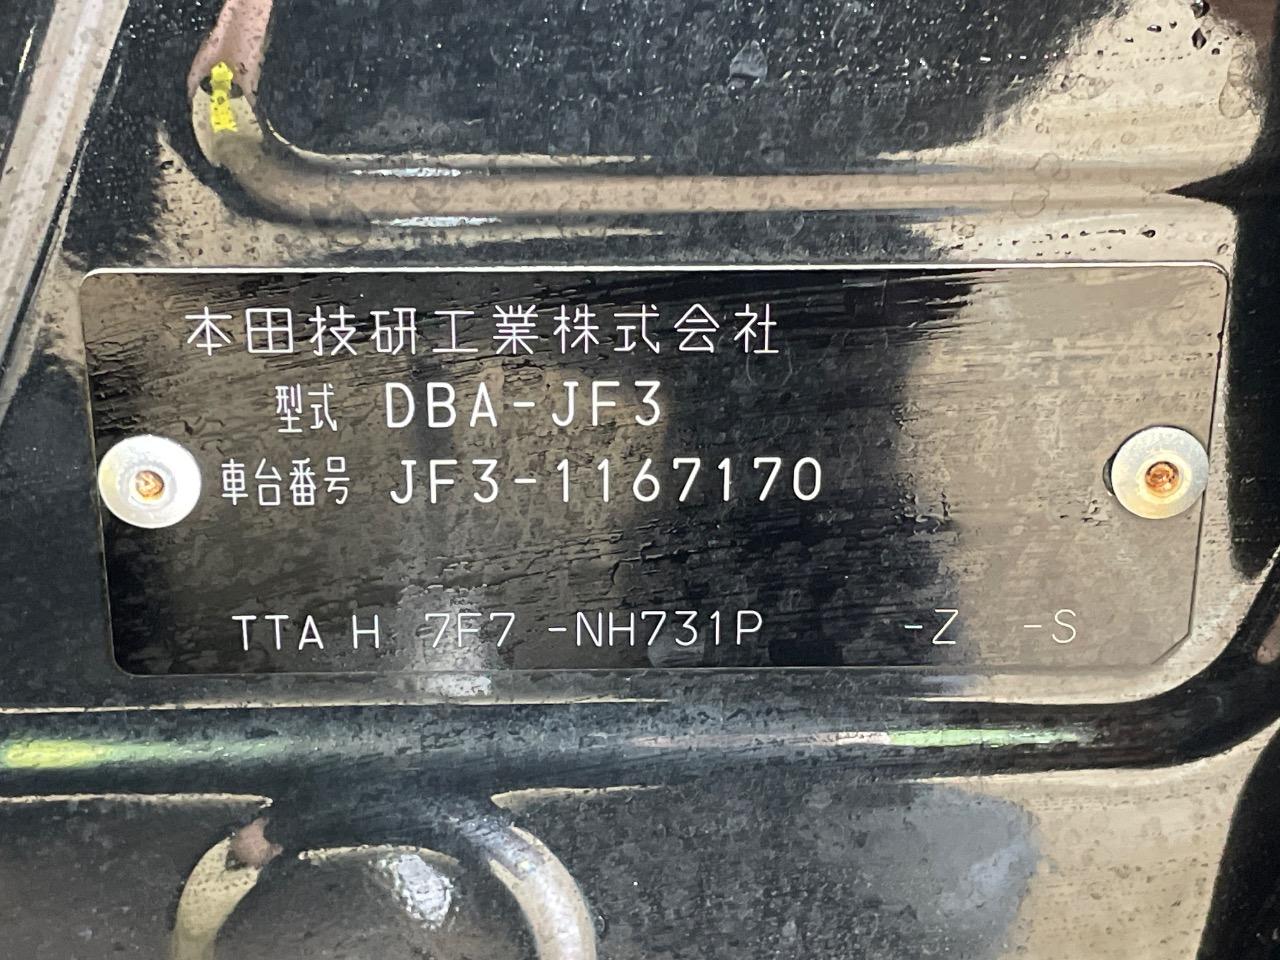 本田技研工業株式会社
型式 DBA-JF3
車台番号 JF3-1167170
TTA H 7F7 -NH731P -Z -S